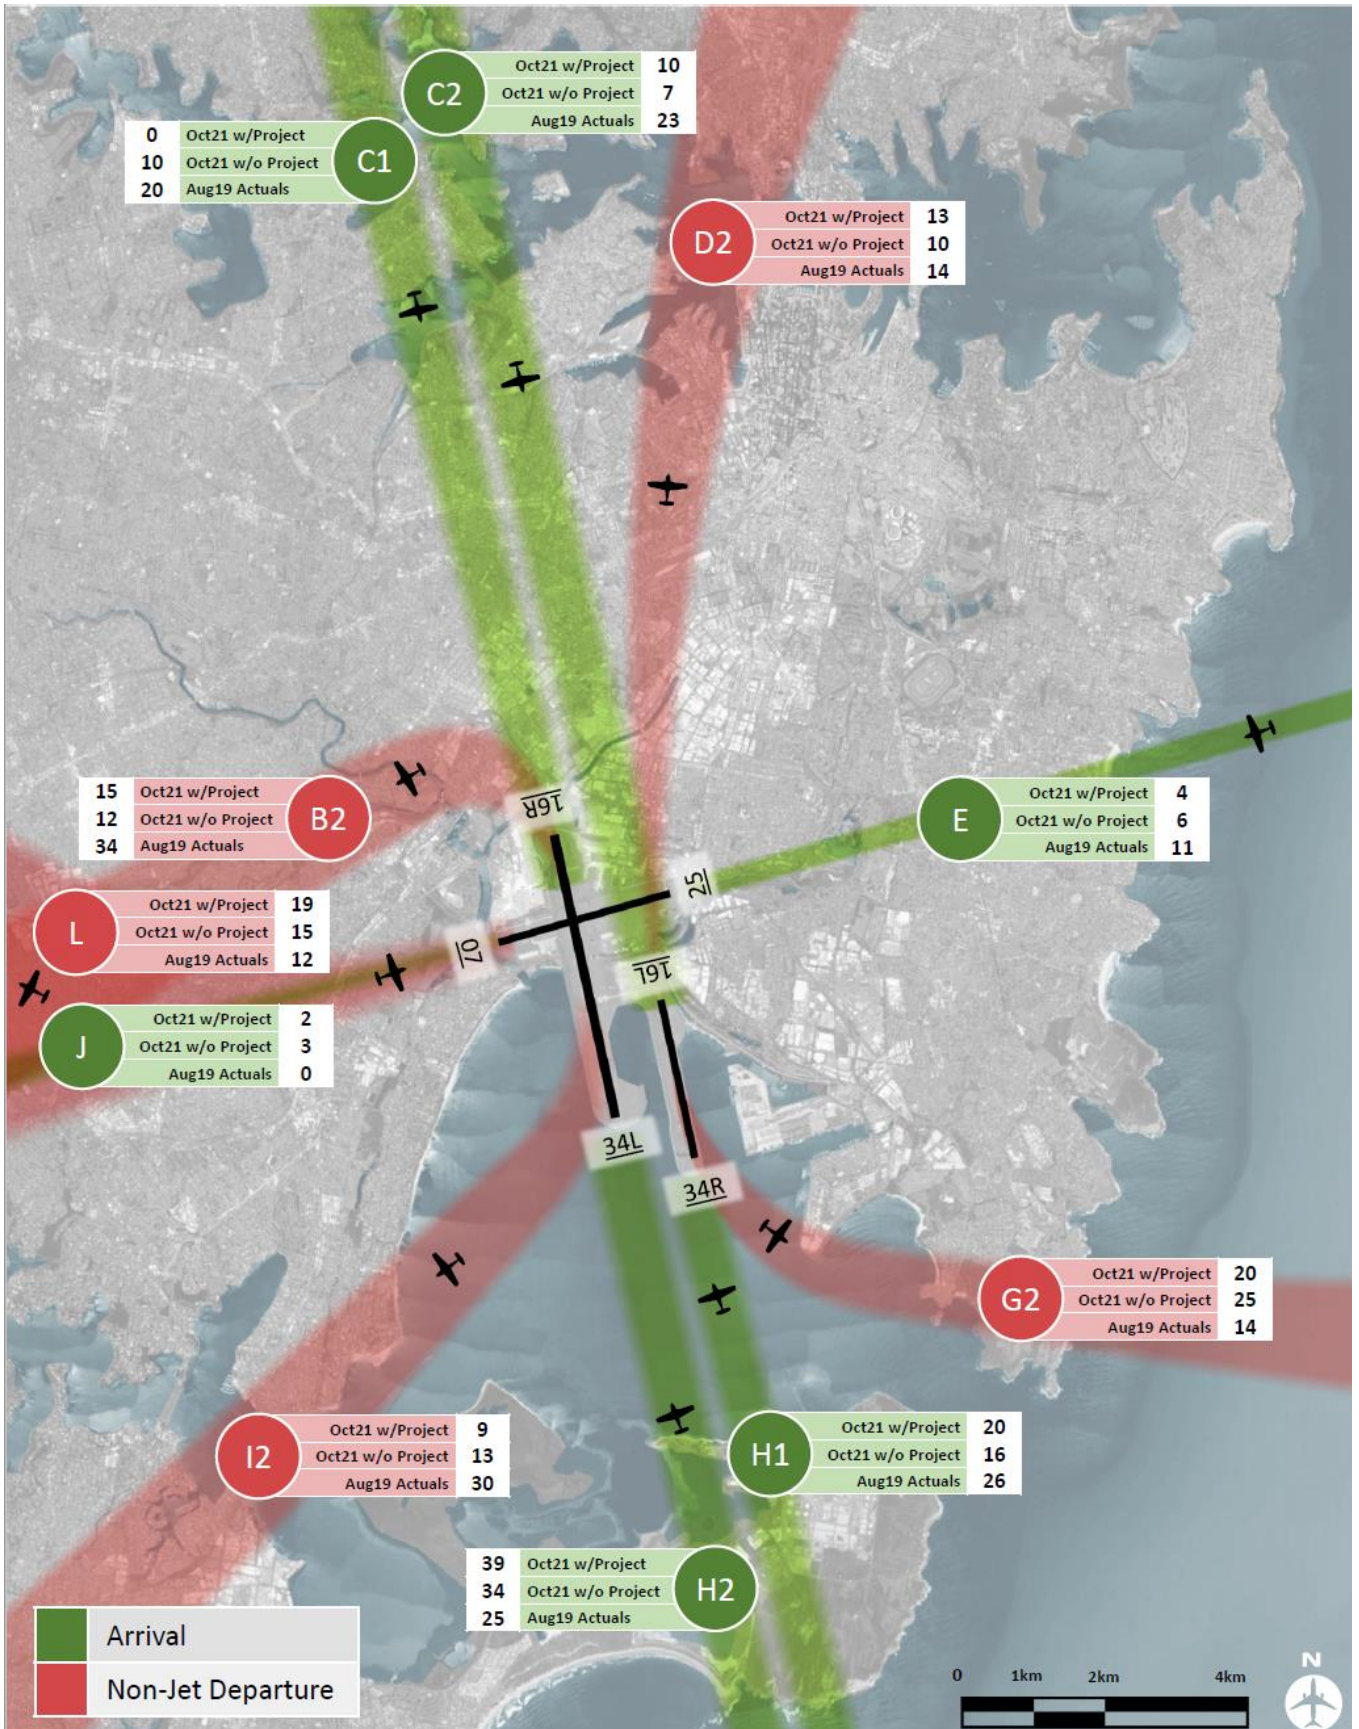 C2
Oct21 w/Project 10
Oct21 w/o Project 7
Aug19 Actuals 23
C1
0 Oct21 w/Project
10 Oct21 w/o Project
20 Aug19 Actuals
D2
Oct21 w/Project 13
Oct21 w/o Project 10
Aug19 Actuals 14
B2
15 Oct21 w/Project
12 Oct21 w/o Project
34 Aug19 Actuals
16R
E
Oct21 w/Project 4
Oct21 w/o Project 6
Aug19 Actuals 11
25
L
Oct21 w/Project 19
Oct21 w/o Project 15
Aug19 Actuals 12
07
16L
J
Oct21 w/Project 2
Oct21 w/o Project 3
Aug19 Actuals 0
34L
34R
G2
Oct21 w/Project 20
Oct21 w/o Project 25
Aug19 Actuals 14
I2
Oct21 w/Project 9
Oct21 w/o Project 13
Aug19 Actuals 30
H1
Oct21 w/Project 20
Oct21 w/o Project 16
Aug19 Actuals 26
H2
39 Oct21 w/Project
34 Oct21 w/o Project
25 Aug19 Actuals
Arrival
Non-Jet Departure
0 1km 2km 4km
N